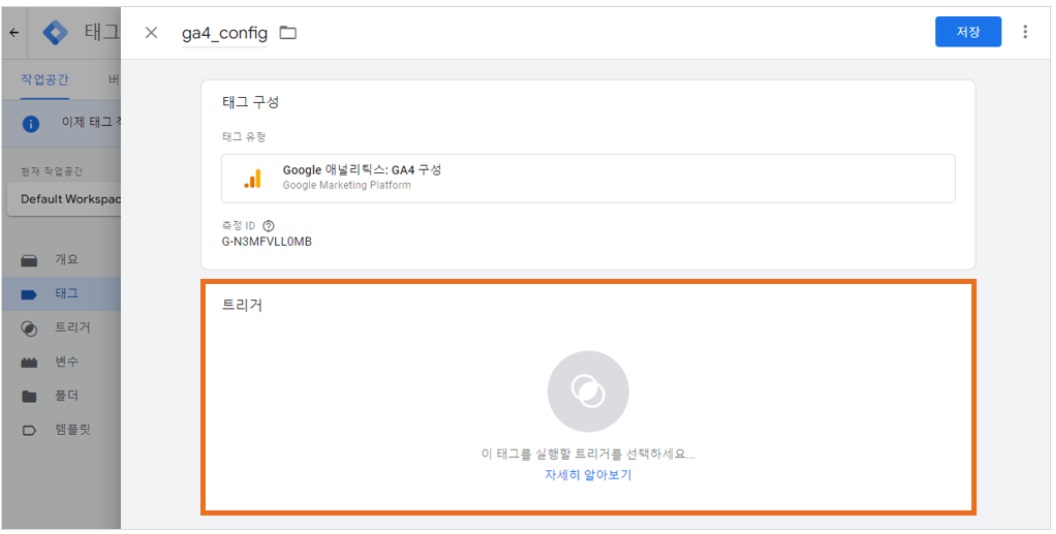 태그
ga4_config
저장
작업공간
버
이제 태그
현재 작업공간
Default Workspac
개요
태그
트리거
변수
폴더
템플릿
태그 구성
태그 유형
Google 애널리틱스: GA4 구성
Google Marketing Platform
측정 ID
G-N3MFVLL0MB
트리거
이 태그를 실행할 트리거를 선택하세요...
자세히 알아보기